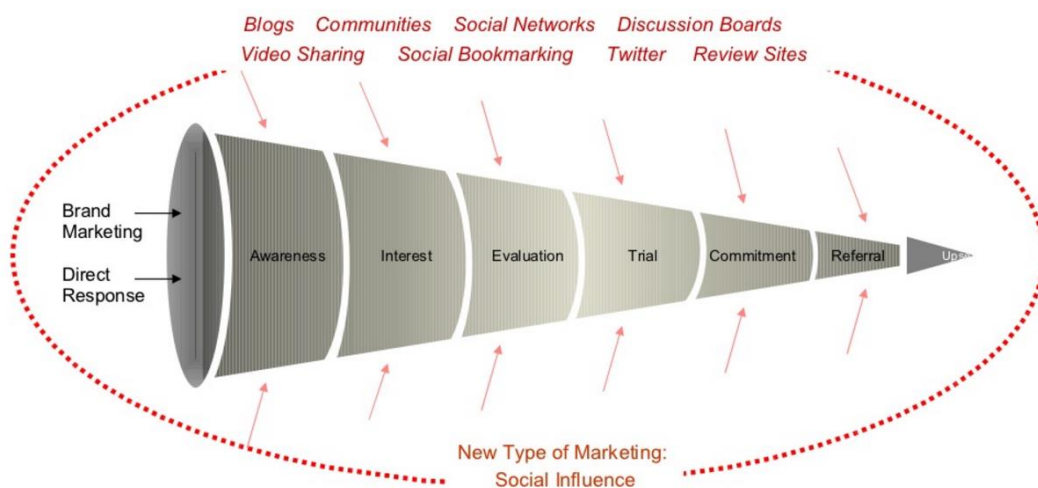 Blogs Communities Social Networks Discussion Boards
Video Sharing Social Bookmarking Twitter Review Sites
Brand
Marketing
Direct
Response
Awareness
Interest
Evaluation
Trial
Commitment
Referral
New Type of Marketing:
Social Influence